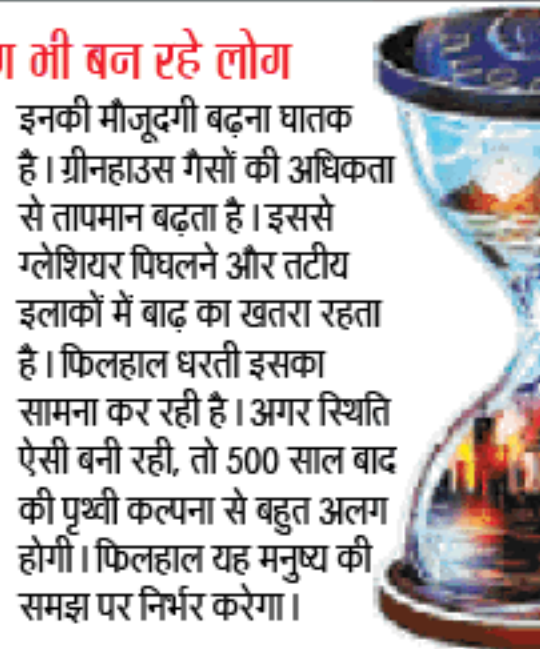 भी बन रहे लोग
इनकी मौजूदगी बढ़ना घातक
है। ग्रीनहाउस गैसों की अधिकता
से तापमान बढ़ता है। इससे
ग्लेशियर पिघलने और तटीय
इलाकों में बाढ़ का खतरा रहता
है। फिलहाल धरती इसका
सामना कर रही है। अगर स्थिति
ऐसी बनी रही, तो 500 साल बाद
की पृथ्वी कल्पना से बहुत अलग
होगी। फिलहाल यह मनुष्य की
समझ पर निर्भर करेगा।